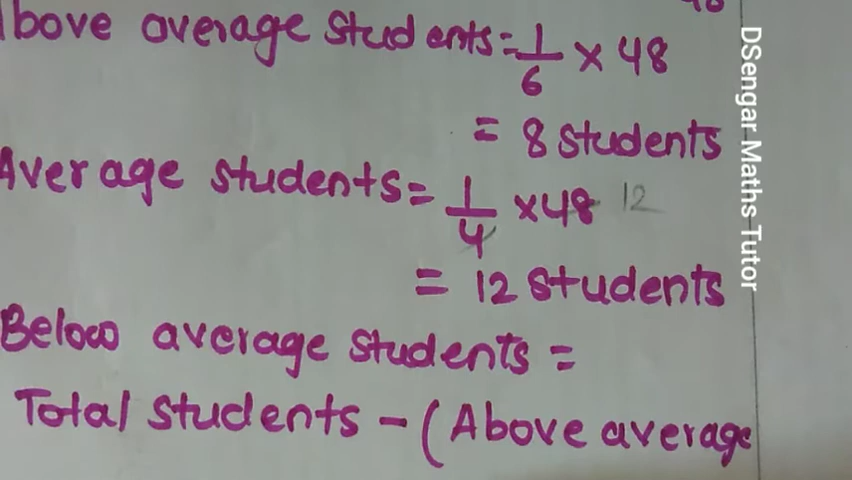 bove average students = 1/6 × 48
= 8 students
Average students = 1/4 × 48 12
= 12 students
Below average students =
Total students - (Above average
DSengar Maths Tutor